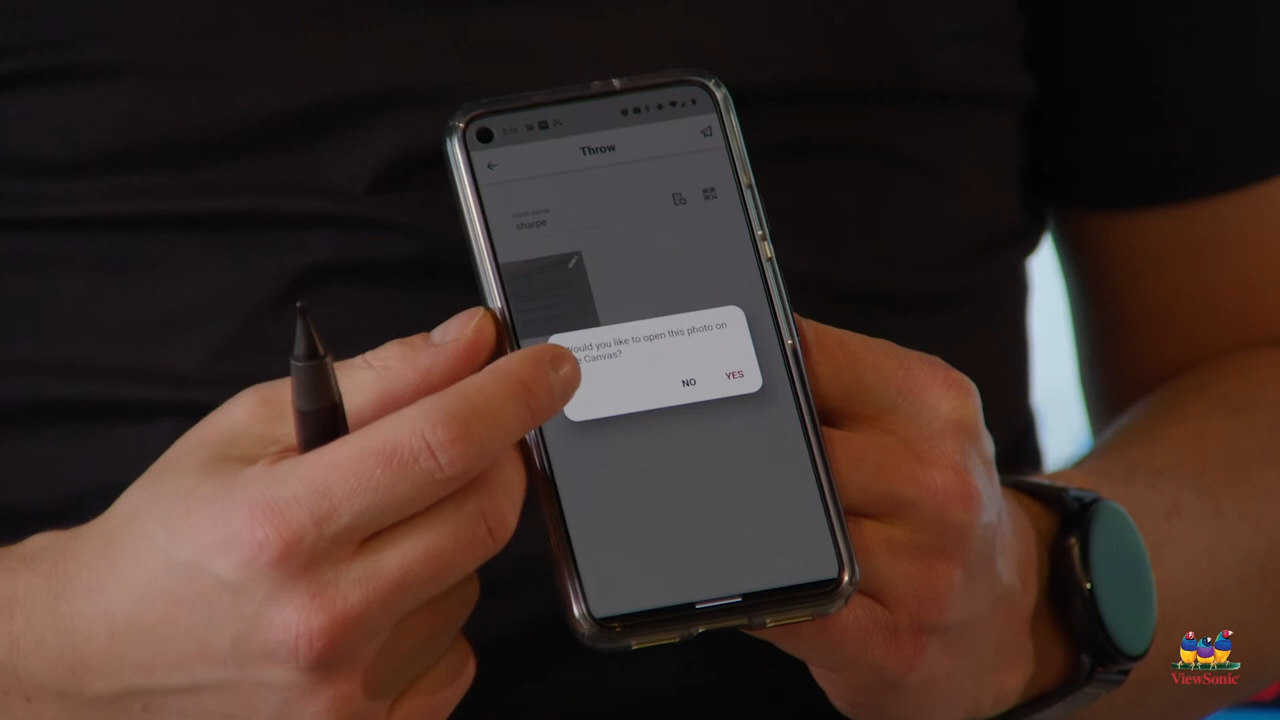 Throw
sharpe
Would you like to open this photo on
Canvas?
NO
YES
ViewSonic